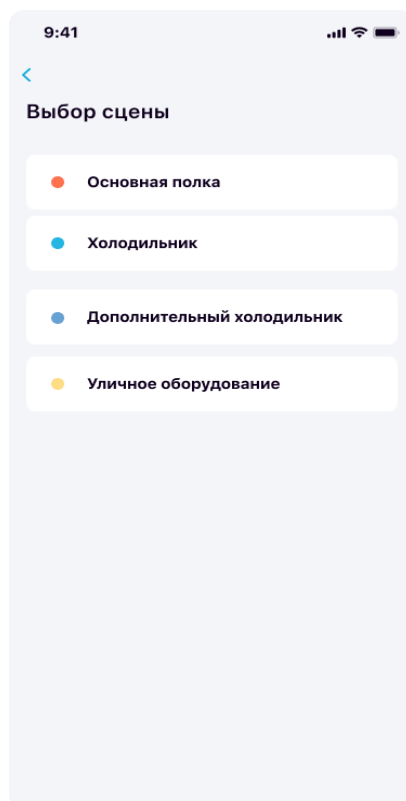 9:41
Выбор сцены
Основная полка
Холодильник
Дополнительный холодильник
Уличное оборудование